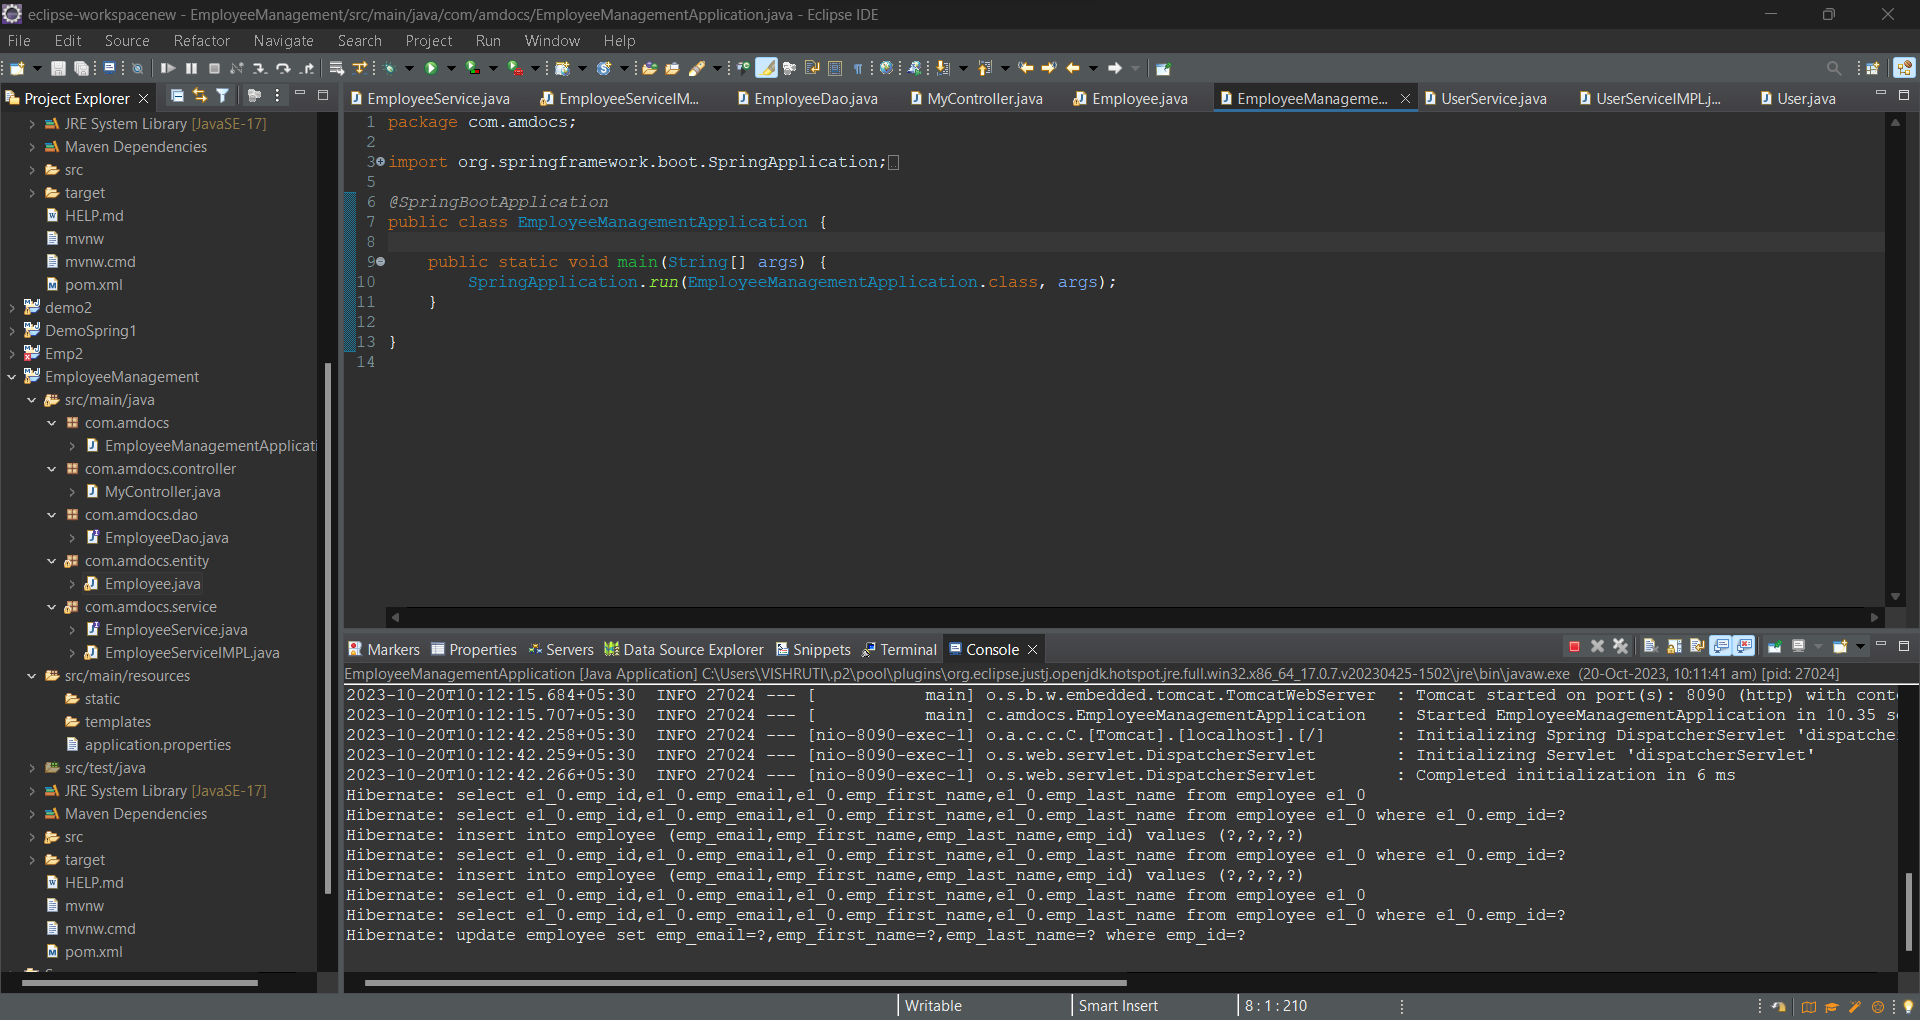 eclipse-workspacenew - EmployeeManagement/src/main/java/com/amdocs/EmployeeManagementApplication.java - Eclipse IDE
File Edit Source Refactor Navigate Search Project Run Window Help
Project Explorer
JRE System Library [JavaSE-17]
Maven Dependencies
src
target
HELP.md
mvnw
mvnw.cmd
pom.xml
demo2
DemoSpring1
Emp2
EmployeeManagement
src/main/java
com.amdocs
EmployeeManagementApplicati
com.amdocs.controller
MyController.java
com.amdocs.dao
EmployeeDao.java
com.amdocs.entity
Employee.java
com.amdocs.service
EmployeeService.java
EmployeeServiceIMPL.java
src/main/resources
static
templates
application.properties
src/test/java
JRE System Library [JavaSE-17]
Maven Dependencies
src
target
HELP.md
mvnw
mvnw.cmd
pom.xml
EmployeeService.java EmployeeServiceIM... EmployeeDao.java MyController.java Employee.java EmployeeManageme... UserService.java UserServiceIMPL.j... User.java
1 package com.amdocs;
2
3 import org.springframework.boot.SpringApplication;
5
6 @SpringBootApplication
7 public class EmployeeManagementApplication {
8
9 public static void main(String[] args) {
10 SpringApplication.run(EmployeeManagementApplication.class, args);
11 }
12
13 }
14
Markers Properties Servers Data Source Explorer Snippets Terminal Console
EmployeeManagementApplication [Java Application] C:\Users\VISHRUTI\.p2\pool\plugins\org.eclipse.justj.openjdk.hotspot.jre.full.win32.x86_64_17.0.7.v20230425-1502\jre\bin\javaw.exe (20-Oct-2023, 10:11:41 am) [pid: 27024]
2023-10-20T10:12:15.684+05:30 INFO 27024 --- [ main] o.s.b.w.embedded.tomcat.TomcatWebServer : Tomcat started on port(s): 8090 (http) with cont
2023-10-20T10:12:15.707+05:30 INFO 27024 --- [ main] c.amdocs.EmployeeManagementApplication : Started EmployeeManagementApplication in 10.35 s
2023-10-20T10:12:42.258+05:30 INFO 27024 --- [nio-8090-exec-1] o.a.c.c.C.[Tomcat].[localhost].[/] : Initializing Spring DispatcherServlet 'dispatche
2023-10-20T10:12:42.259+05:30 INFO 27024 --- [nio-8090-exec-1] o.s.web.servlet.DispatcherServlet : Initializing Servlet 'dispatcherServlet'
2023-10-20T10:12:42.266+05:30 INFO 27024 --- [nio-8090-exec-1] o.s.web.servlet.DispatcherServlet : Completed initialization in 6 ms
Hibernate: select e1_0.emp_id,e1_0.emp_email,e1_0.emp_first_name,e1_0.emp_last_name from employee e1_0
Hibernate: select e1_0.emp_id,e1_0.emp_email,e1_0.emp_first_name,e1_0.emp_last_name from employee e1_0 where e1_0.emp_id=?
Hibernate: insert into employee (emp_email,emp_first_name,emp_last_name,emp_id) values (?,?,?,?)
Hibernate: select e1_0.emp_id,e1_0.emp_email,e1_0.emp_first_name,e1_0.emp_last_name from employee e1_0 where e1_0.emp_id=?
Hibernate: insert into employee (emp_email,emp_first_name,emp_last_name,emp_id) values (?,?,?,?)
Hibernate: select e1_0.emp_id,e1_0.emp_email,e1_0.emp_first_name,e1_0.emp_last_name from employee e1_0
Hibernate: select e1_0.emp_id,e1_0.emp_email,e1_0.emp_first_name,e1_0.emp_last_name from employee e1_0 where e1_0.emp_id=?
Hibernate: update employee set emp_email=?,emp_first_name=?,emp_last_name=? where emp_id=?
Writable Smart Insert 8 : 1 : 210